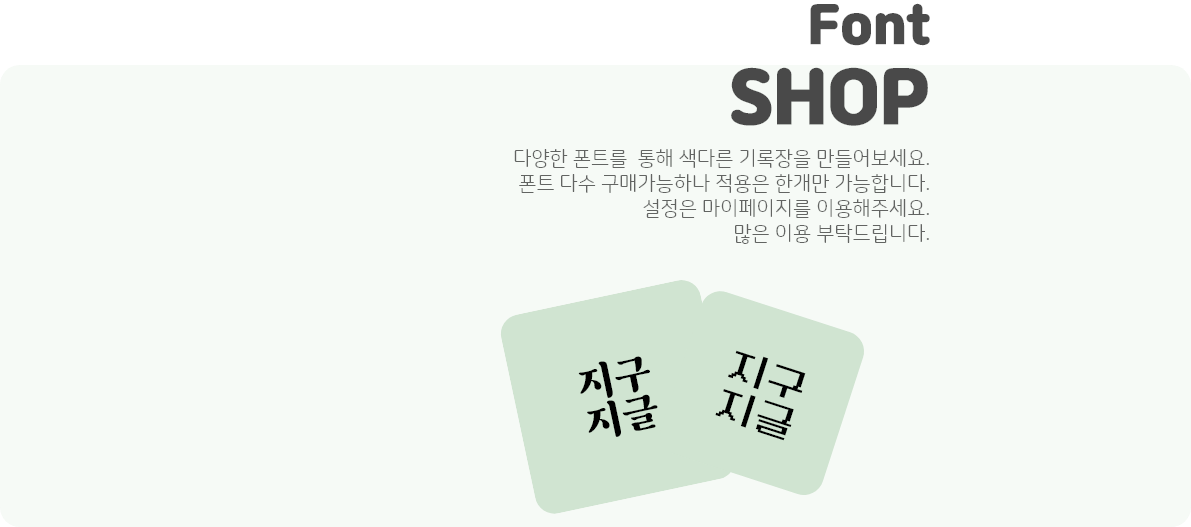 Font
SHOP
다양한 폰트를 통해 색다른 기록장을 만들어보세요.
폰트 다수 구매가능하나 적용은 한개만 가능합니다.
설정은 마이페이지를 이용해주세요.
많은 이용 부탁드립니다.
지구
지글
지구
지글